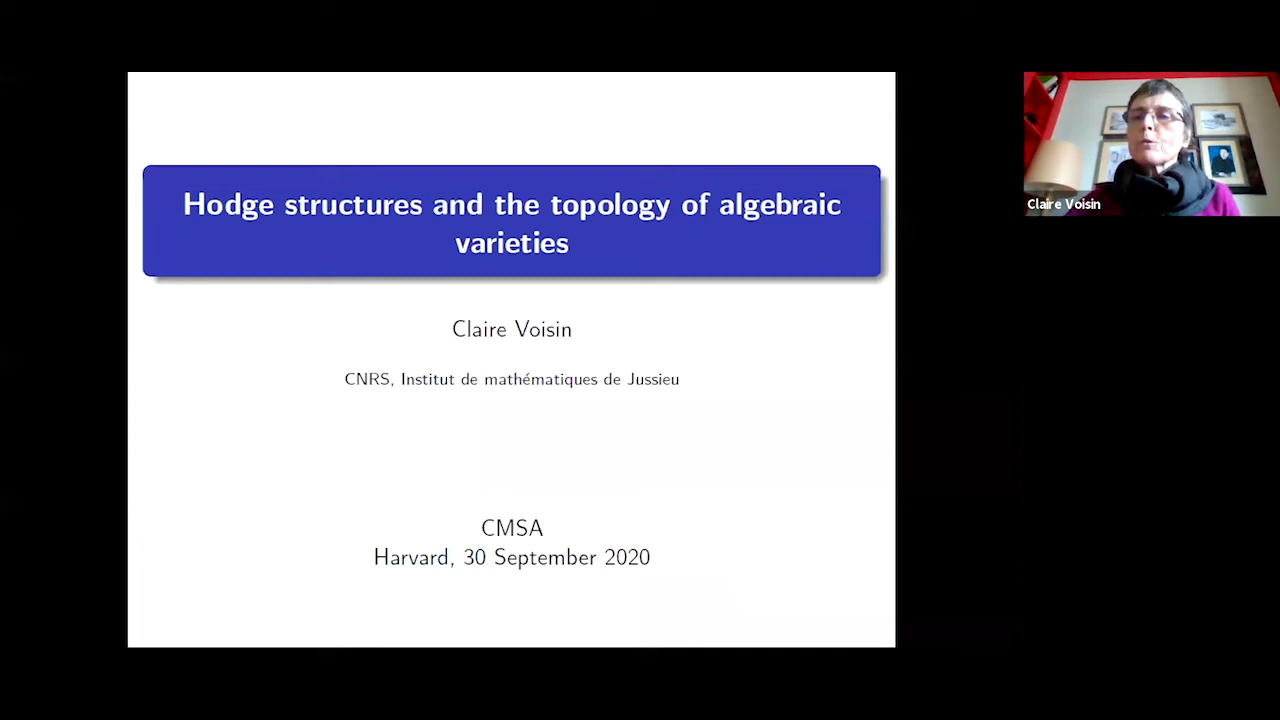 Hodge structures and the topology of algebraic
varieties
Claire Voisin
CNRS, Institut de mathématiques de Jussieu
CMSA
Harvard, 30 September 2020
Claire Voisin